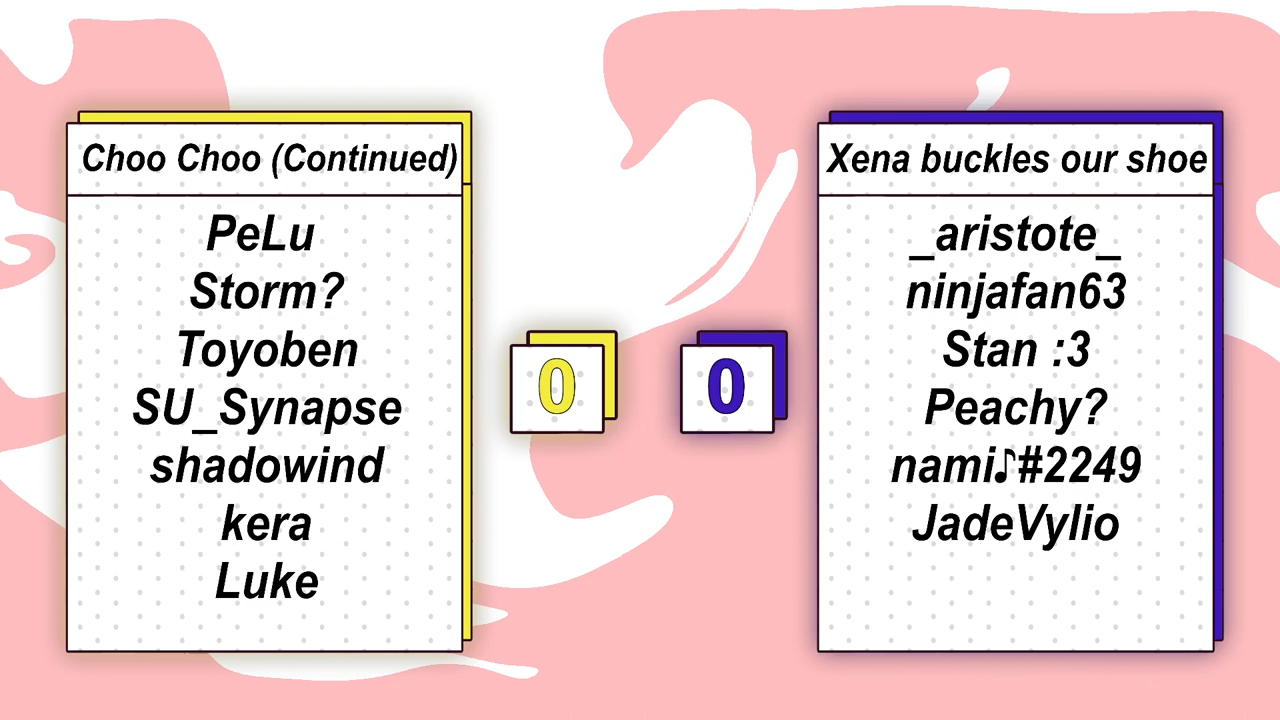 Choo Choo (Continued)
PeLu
Storm?
Toyoben
SU_Synapse
shadowind
kera
Luke
0
0
Xena buckles our shoe
_aristote_
ninjafan63
Stan :3
Peachy?
nami♪#2249
JadeVylio